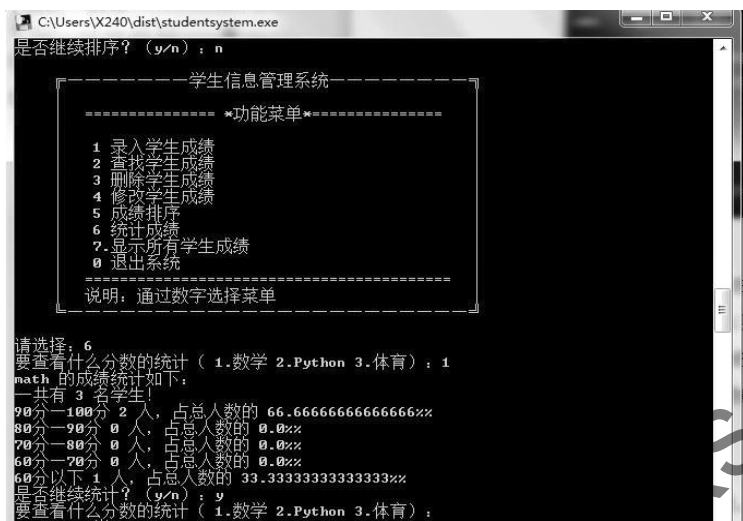 C:\Users\X240\dist\studentsystem.exe
是否继续排序？（y/n）：n
学生信息管理系统
=============== *功能菜单*===============
1 录入学生成绩
2 查找学生成绩
3 删除学生成绩
4 修改学生成绩
5 成绩排序
6 统计成绩
7.显示所有学生成绩
0 退出系统
==========================================
说明：通过数字选择菜单
请选择：6
要查看什么分数的统计（ 1.数学 2.Python 3.体育）：1
math 的成绩统计如下：
一共有 3 名学生！
90分—100分 2 人，占总人数的 66.66666666666666%%
80分—90分 0 人，占总人数的 0.0%%
70分—80分 0 人，占总人数的 0.0%%
60分—70分 0 人，占总人数的 0.0%%
60分以下 1 人，占总人数的 33.33333333333333%%
是否继续统计？（y/n）：y
要查看什么分数的统计（ 1.数学 2.Python 3.体育）：